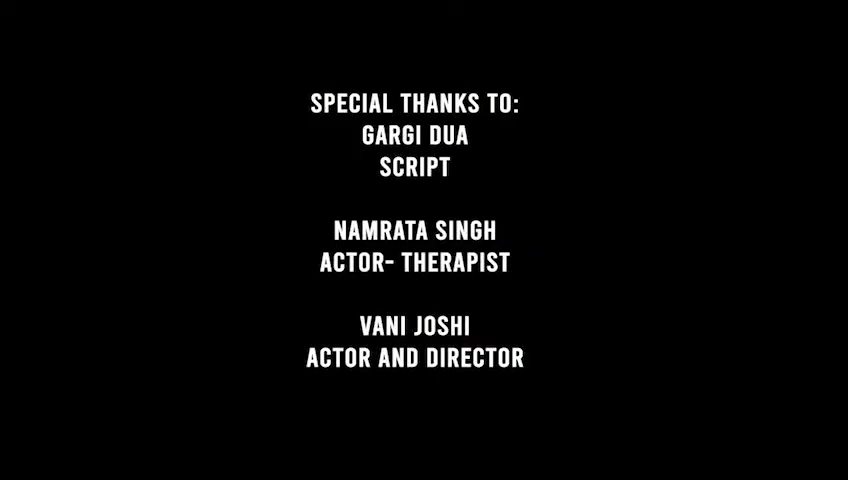 SPECIAL THANKS TO:
GARGI DUA
SCRIPT
NAMRATA SINGH
ACTOR- THERAPIST
VANI JOSHI
ACTOR AND DIRECTOR